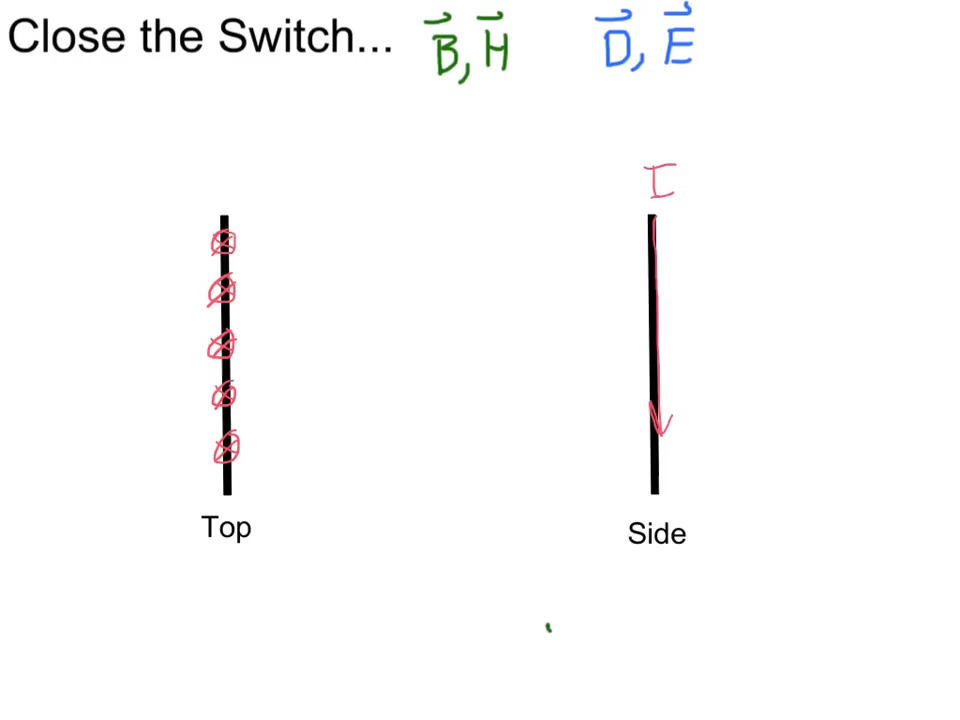 Close the Switch... B⃗, H⃗ D⃗, E⃗
I
Top Side